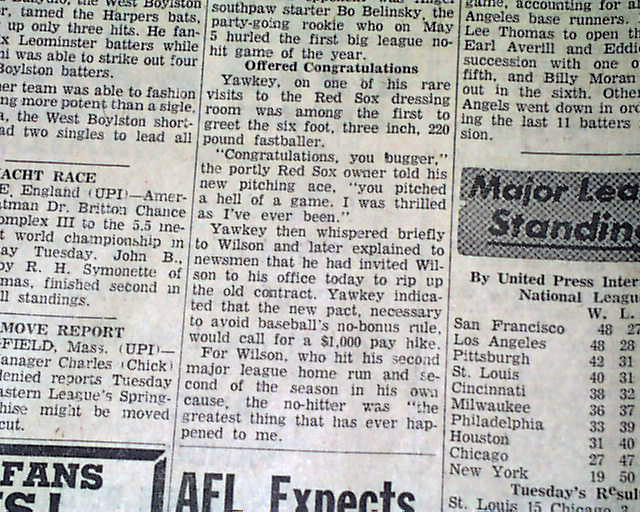 the West Boylston
, tamed the Harpers bats,
up only three hits. He fan-
x Leominster batters while
was able to strike out four
Boylston batters.
er team was able to fashion
ng more potent than a sigle.
a, the West Boylston short-
ad two singles to lead all
ACHT RACE
E, England (UPI)—Amer-
tman Dr. Britton Chance
omplex III to the 5.5 me-
t world championship in
ay Tuesday. John B.,
by R. H. Symonette of
mas, finished second in
ll standings.
MOVE REPORT
FIELD, Mass. (UPI)—
anager Charles (Chick)
denied reports Tuesday
astern League's Spring-
hise might be moved
cut.
FANS
S!
southpaw starter Bo Belinsky, the
party-going rookie who on May
5 hurled the first big league no-
hit game of the year.
Offered Congratulations
Yawkey, on one of his rare
visits to the Red Sox dressing
room was among the first to
greet the six foot, three inch, 220
pound fastballer.
"Congratulations, you bugger,"
the portly Red Sox owner told his
new pitching ace, "you pitched
a hell of a game. I was thrilled
as I've ever been."
Yawkey then whispered briefly
to Wilson and later explained to
newsmen that he had invited Wil-
son to his office today to rip up
the old contract. Yawkey indica-
ted that the new pact, necessary
to avoid baseball's no-bonus rule,
would call for a $1,000 pay hike.
For Wilson, who hit his second
major league home run and se-
cond of the season in his own
cause, the no-hitter was "the
greatest thing that has ever hap-
pened to me.
AFL Expects
game, accounting for a
Angeles base runners.
Lee Thomas to open th
Earl Averill and Eddi
succession with one o
fifth, and Billy Moran
out in the sixth. Othe
Angels went down in or
ing the last 11 batters
sion.
Major Lea
Standin
By United Press Inter
National Leagu
W. L.
San Francisco 48 27
Los Angeles 48 28
Pittsburgh 42 31
St. Louis 40 31
Cincinnati 38 32
Milwaukee 36 37
Philadelphia 33 39
Houston 31 40
Chicago 27 47
New York 19 50
Tuesday's Resul
St. Louis 15 Chicago 3